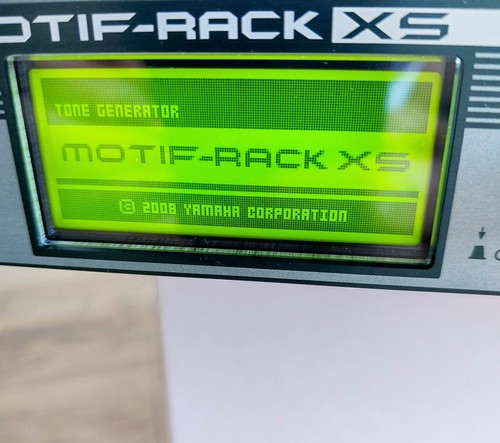 OTIF-RACK XS
TONE GENERATOR
MOTIF-RACK XS
© 2008 YAMAHA CORPORATION